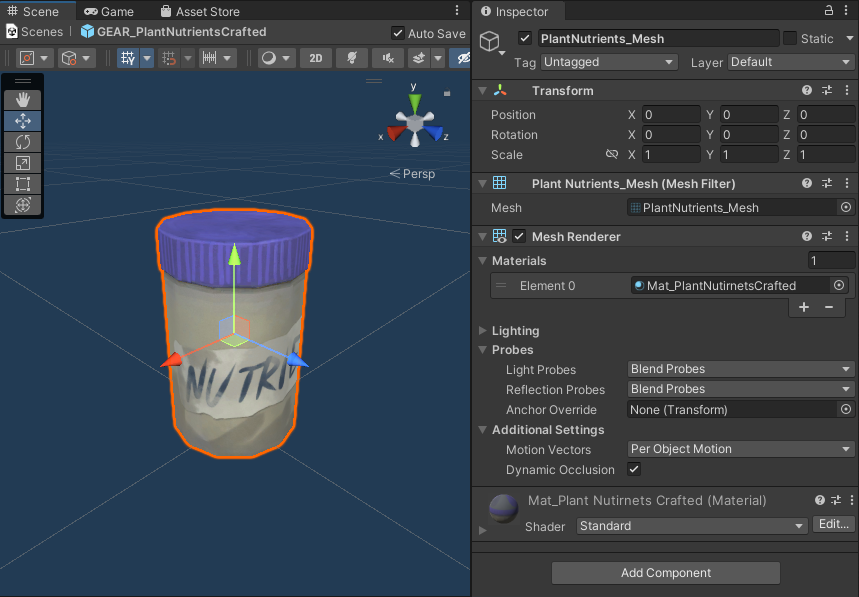 Scene Game Asset Store
Scenes GEAR_PlantNutrientsCrafted Auto Save
2D
y
x z
Persp
NUTRI
Inspector
PlantNutrients_Mesh Static
Tag Untagged Layer Default
Transform
Position X 0 Y 0 Z 0
Rotation X 0 Y 0 Z 0
Scale X 1 Y 1 Z 1
Plant Nutrients_Mesh (Mesh Filter)
Mesh PlantNutrients_Mesh
Mesh Renderer
Materials 1
Element 0 Mat_PlantNutirnetsCrafted
+ −
Lighting
Probes
Light Probes Blend Probes
Reflection Probes Blend Probes
Anchor Override None (Transform)
Additional Settings
Motion Vectors Per Object Motion
Dynamic Occlusion
Mat_Plant Nutirnets Crafted (Material)
Shader Standard Edit...
Add Component